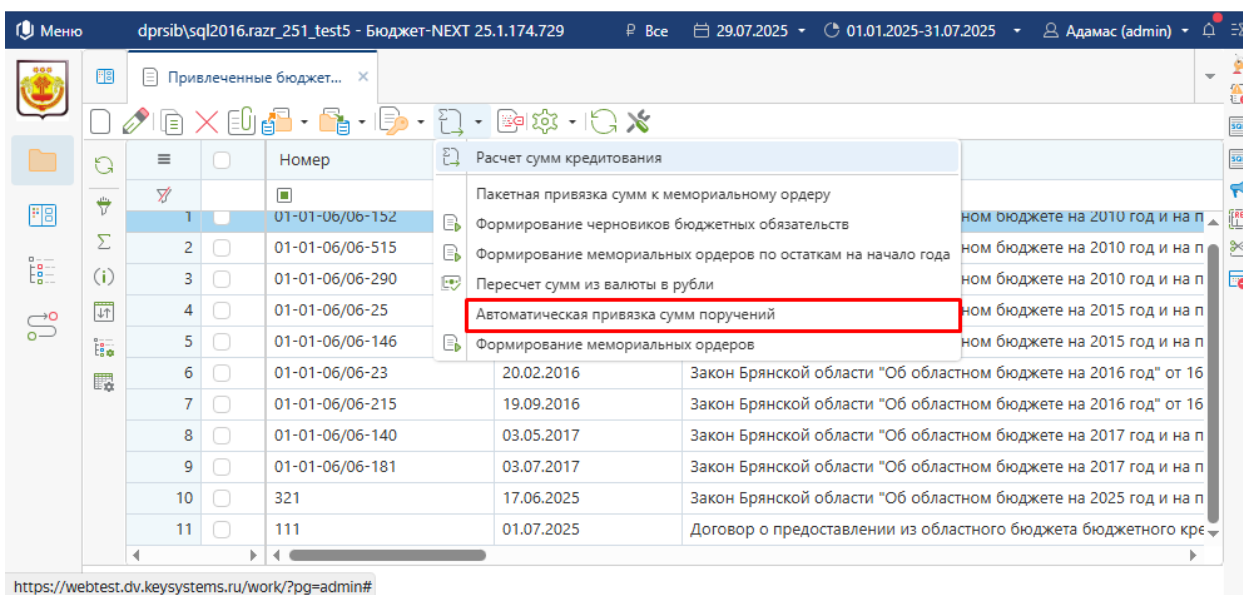 Меню dprsib\sql2016.razr_251_test5 - Бюджет-NEXT 25.1.174.729 ₽ Все 29.07.2025 01.01.2025-31.07.2025 Адамас (admin)
Привлеченные бюджет... ×
Номер
Расчет сумм кредитования
Пакетная привязка сумм к мемориальному ордеру
Формирование черновиков бюджетных обязательств
Формирование мемориальных ордеров по остаткам на начало года
Пересчет сумм из валюты в рубли
Автоматическая привязка сумм поручений
Формирование мемориальных ордеров
1 01-01-06/06-152 ном бюджете на 2010 год и на п
2 01-01-06/06-515 ном бюджете на 2010 год и на п
3 01-01-06/06-290 ном бюджете на 2010 год и на п
4 01-01-06/06-25 ном бюджете на 2015 год и на п
5 01-01-06/06-146 ном бюджете на 2015 год и на п
6 01-01-06/06-23 20.02.2016 Закон Брянской области "Об областном бюджете на 2016 год" от 16
7 01-01-06/06-215 19.09.2016 Закон Брянской области "Об областном бюджете на 2016 год" от 16
8 01-01-06/06-140 03.05.2017 Закон Брянской области "Об областном бюджете на 2017 год и на п
9 01-01-06/06-181 03.07.2017 Закон Брянской области "Об областном бюджете на 2017 год и на п
10 321 17.06.2025 Закон Брянской области "Об областном бюджете на 2025 год и на п
11 111 01.07.2025 Договор о предоставлении из областного бюджета бюджетного кре
https://webtest.dv.keysystems.ru/work/?pg=admin#